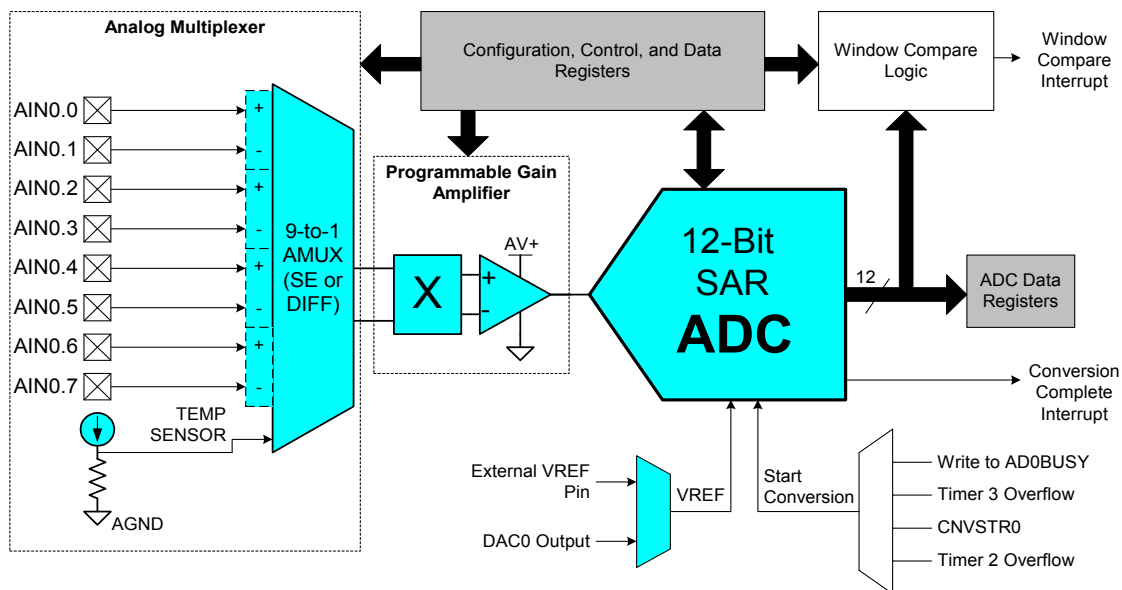 Analog Multiplexer
AIN0.0
AIN0.1
AIN0.2
AIN0.3
AIN0.4
AIN0.5
AIN0.6
AIN0.7
+
-
+
-
+
-
+
-
9-to-1
AMUX
(SE or
DIFF)
TEMP
SENSOR
AGND
Configuration, Control, and Data
Registers
Window Compare
Logic
Window
Compare
Interrupt
Programmable Gain
Amplifier
X
+
-
AV+
12-Bit
SAR
ADC
12
ADC Data
Registers
Conversion
Complete
Interrupt
External VREF
Pin
DAC0 Output
VREF
Start
Conversion
Write to AD0BUSY
Timer 3 Overflow
CNVSTR0
Timer 2 Overflow